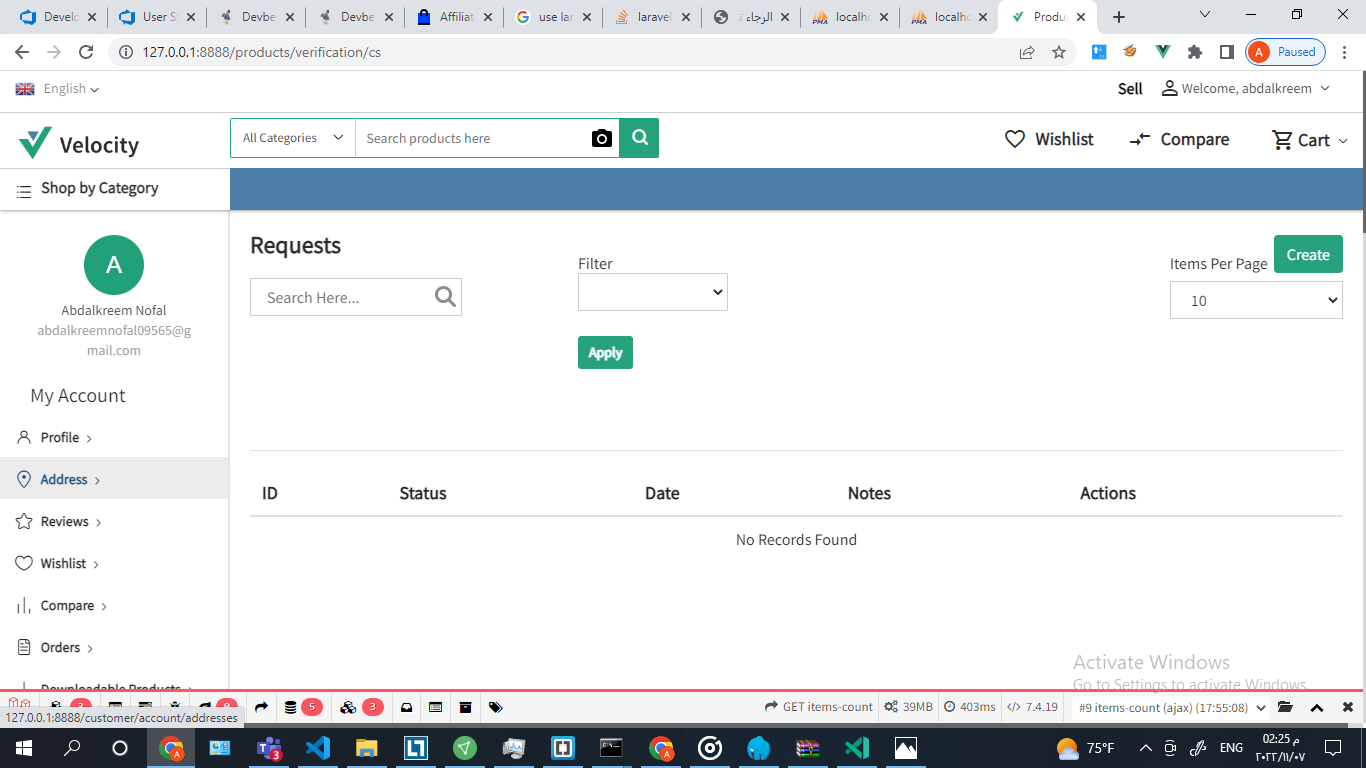 Develo
User S
Devbe
Devbe
Affiliat
use lar
laravel
الرجاء ت
localho
localho
Produ
127.0.0.1:8888/products/verification/cs
A Paused
English
Sell
Welcome, abdalkreem
Velocity
All Categories
Search products here
Wishlist
Compare
Cart
Shop by Category
A
Abdalkreem Nofal
abdalkreemnofal09565@g
mail.com
My Account
Profile
Address
Reviews
Wishlist
Compare
Orders
Downloadable Products
Requests
Search Here...
Filter
Apply
Items Per Page
Create
10
ID Status Date Notes Actions
No Records Found
Activate Windows
Go to Settings to activate Windows.
5
3
GET items-count
39MB
403ms
7.4.19
#9 items-count (ajax) (17:55:08)
127.0.0.1:8888/customer/account/addresses
75°F
ENG
02:25 م
٢٠٢٢/١١/٠٧